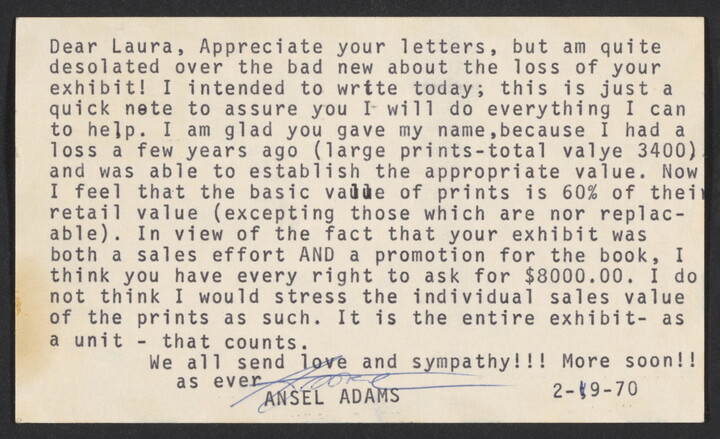 Dear Laura, Appreciate your letters, but am quite
desolated over the bad new about the loss of your
exhibit! I intended to write today; this is just a
quick note to assure you I will do everything I can
to help. I am glad you gave my name,because I had a
loss a few years ago (large prints-total valye 3400)
and was able to establish the appropriate value. Now
I feel that the basic value of prints is 60% of their
retail value (excepting those which are nor replac-
able). In view of the fact that your exhibit was
both a sales effort AND a promotion for the book, I
think you have every right to ask for $8000.00. I do
not think I would stress the individual sales value
of the prints as such. It is the entire exhibit- as
a unit - that counts.
We all send love and sympathy!!! More soon!!
as ever
ANSEL ADAMS 2-19-70